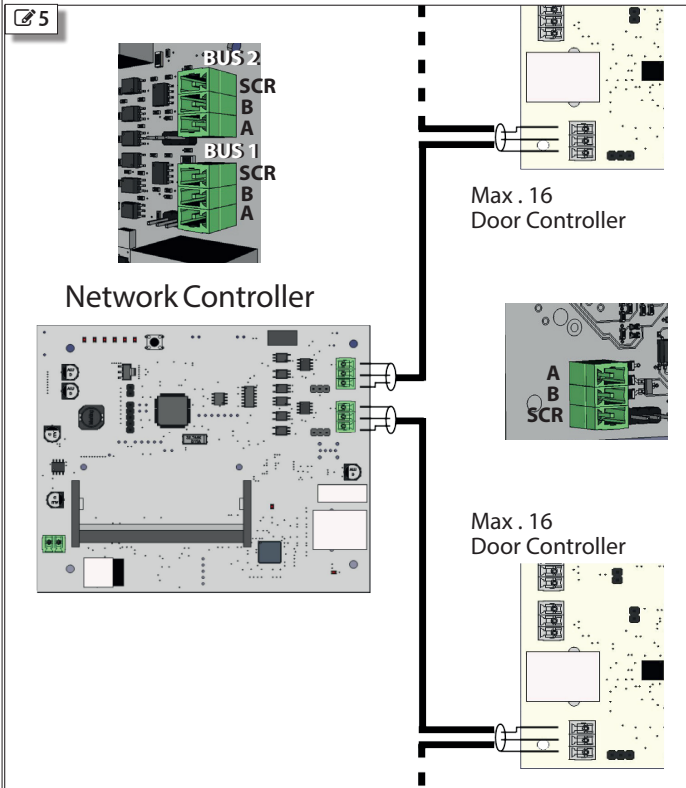 5
BUS 2
SCR
B
A
BUS 1
SCR
B
A
Max . 16
Door Controller
Network Controller
A
B
SCR
Max . 16
Door Controller